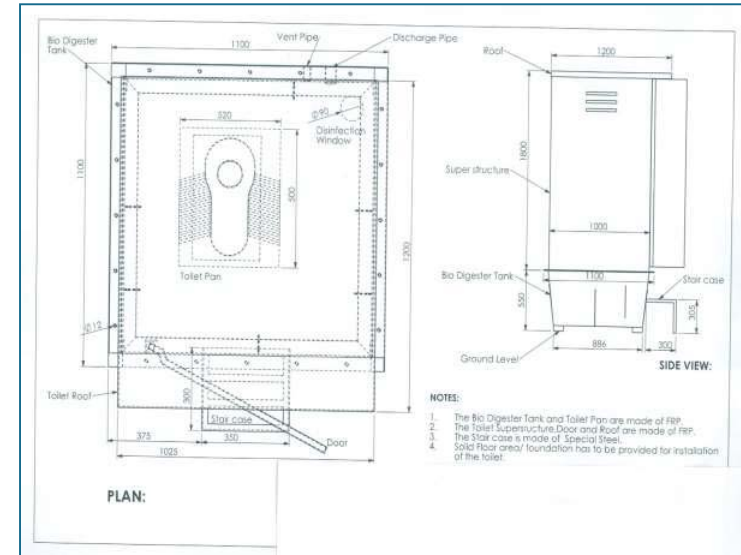 Bio Digester
Tank
1100
Vent Pipe
Discharge Pipe
Ø90
Disinfection
Window
520
500
1100
1200
Toilet Pan
Ø12
Toilet Roof
300
Stair case
Door
375
350
1025
PLAN:
Roof
1200
1800
Super structure
1000
Bio Digester Tank
1100
Stair case
550
305
Ground Level
886
300
SIDE VIEW:
NOTES:
1. The Bio Digester Tank and Toilet Pan are made of FRP.
2. The Toilet Superstructure,Door and Roof are made of FRP.
3. The Stair case is made of Special Steel.
4. Solid Floor area/ foundation has to be provided for installation
of the toilet.